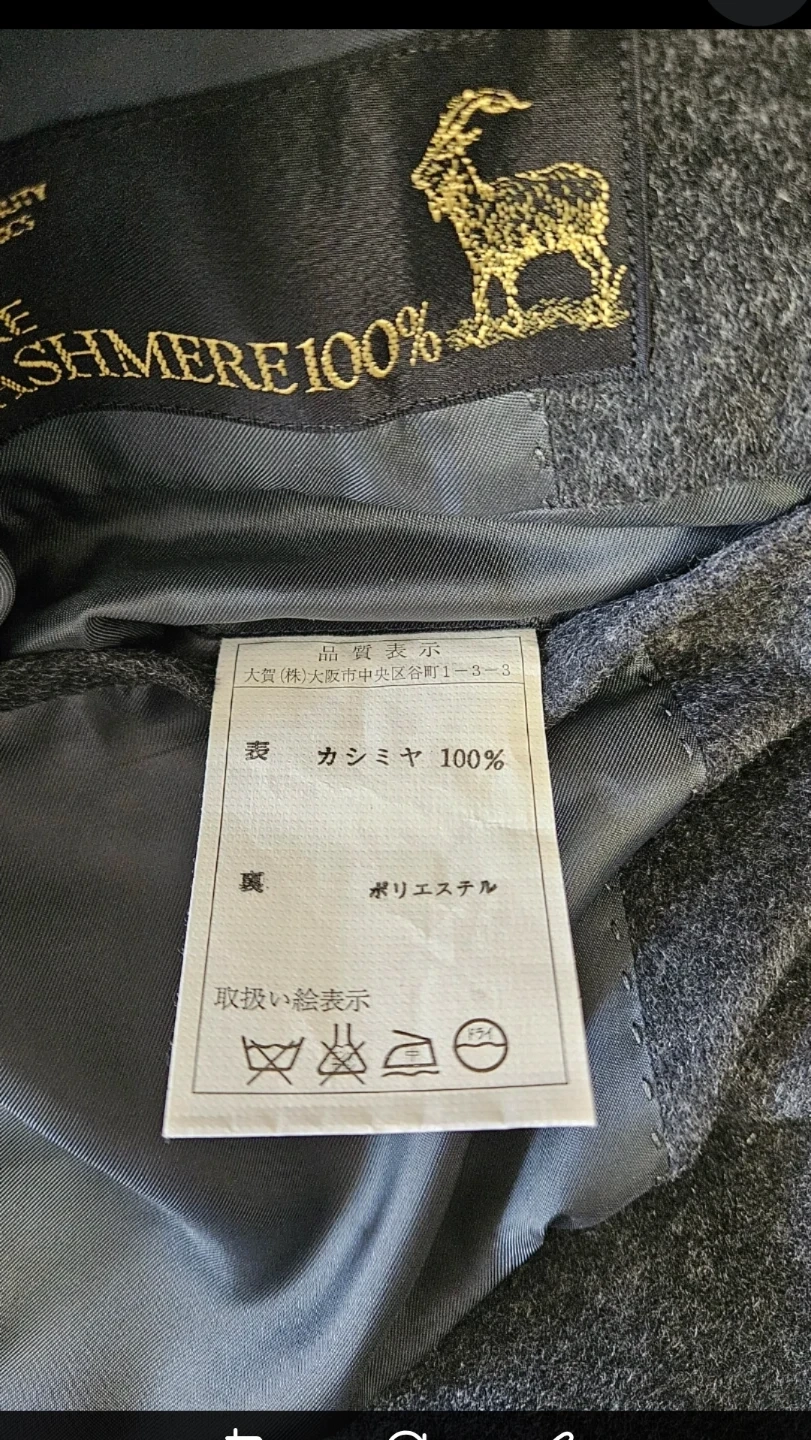 CASHMERE 100%
品質表示
大賀(株)大阪市中央区谷町1-3-3
表 カシミヤ 100%
裏 ポリエステル
取扱い絵表示
中
ドライ